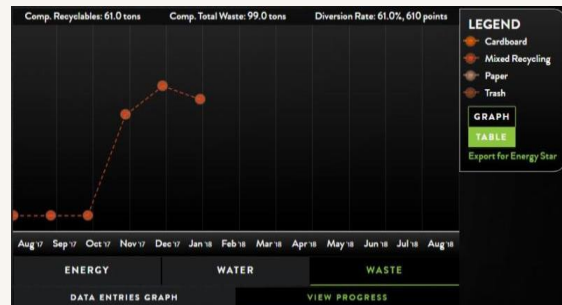 Comp. Recyclables: 61.0 tons Comp. Total Waste: 99.0 tons Diversion Rate: 61.0%, 610 points
LEGEND
Cardboard
Mixed Recycling
Paper
Trash
GRAPH
TABLE
Export for Energy Star
Aug '17 Sep '17 Oct '17 Nov '17 Dec '17 Jan '18 Feb '18 Mar '18 Apr '18 May '18 Jun '18 Jul '18 Aug '18
ENERGY WATER WASTE
DATA ENTRIES GRAPH VIEW PROGRESS